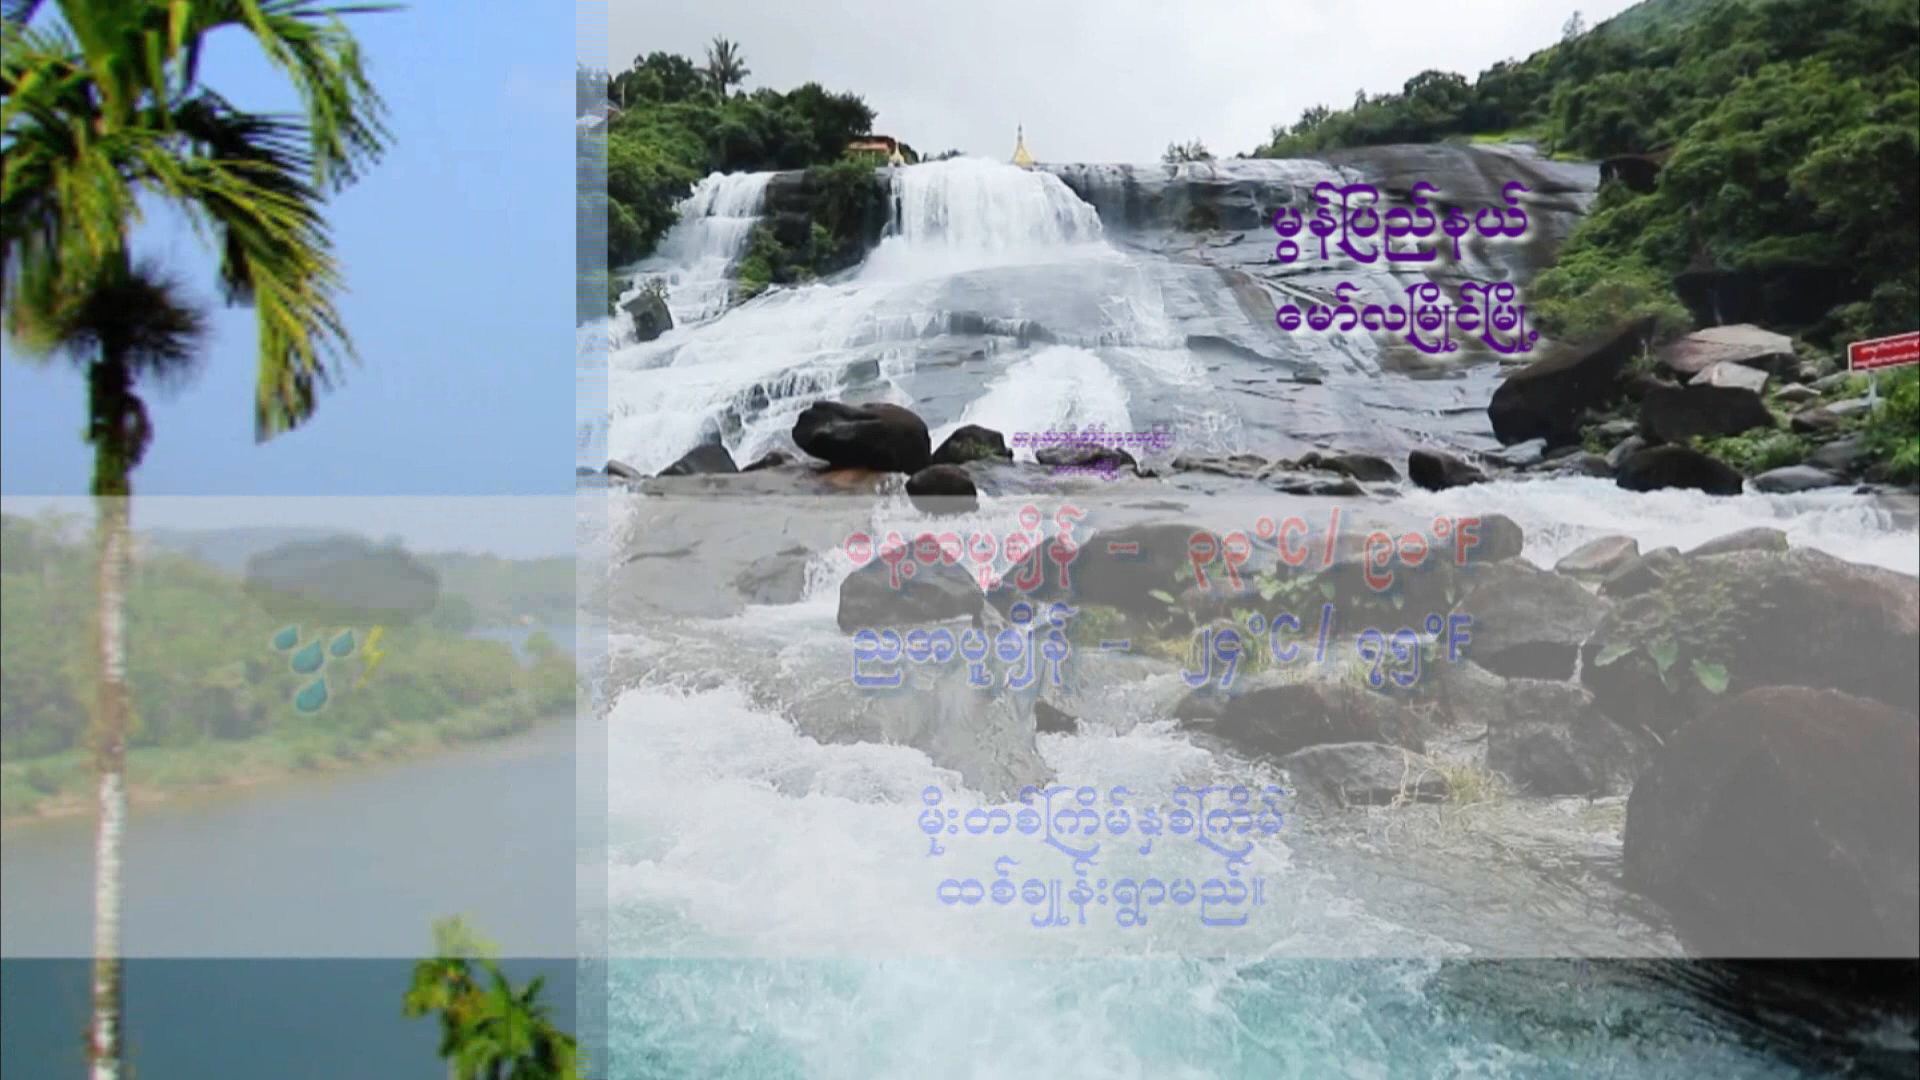 မွန်ပြည်နယ်
မော်လမြိုင်မြို့
နေ့အပူချိန် – ၃၃°C / ၉၁°F
ညအပူချိန် – ၂၄°C / ၇၅°F
မိုးတစ်ကြိမ်နှစ်ကြိမ်
ထစ်ချုန်းရွာမည်။